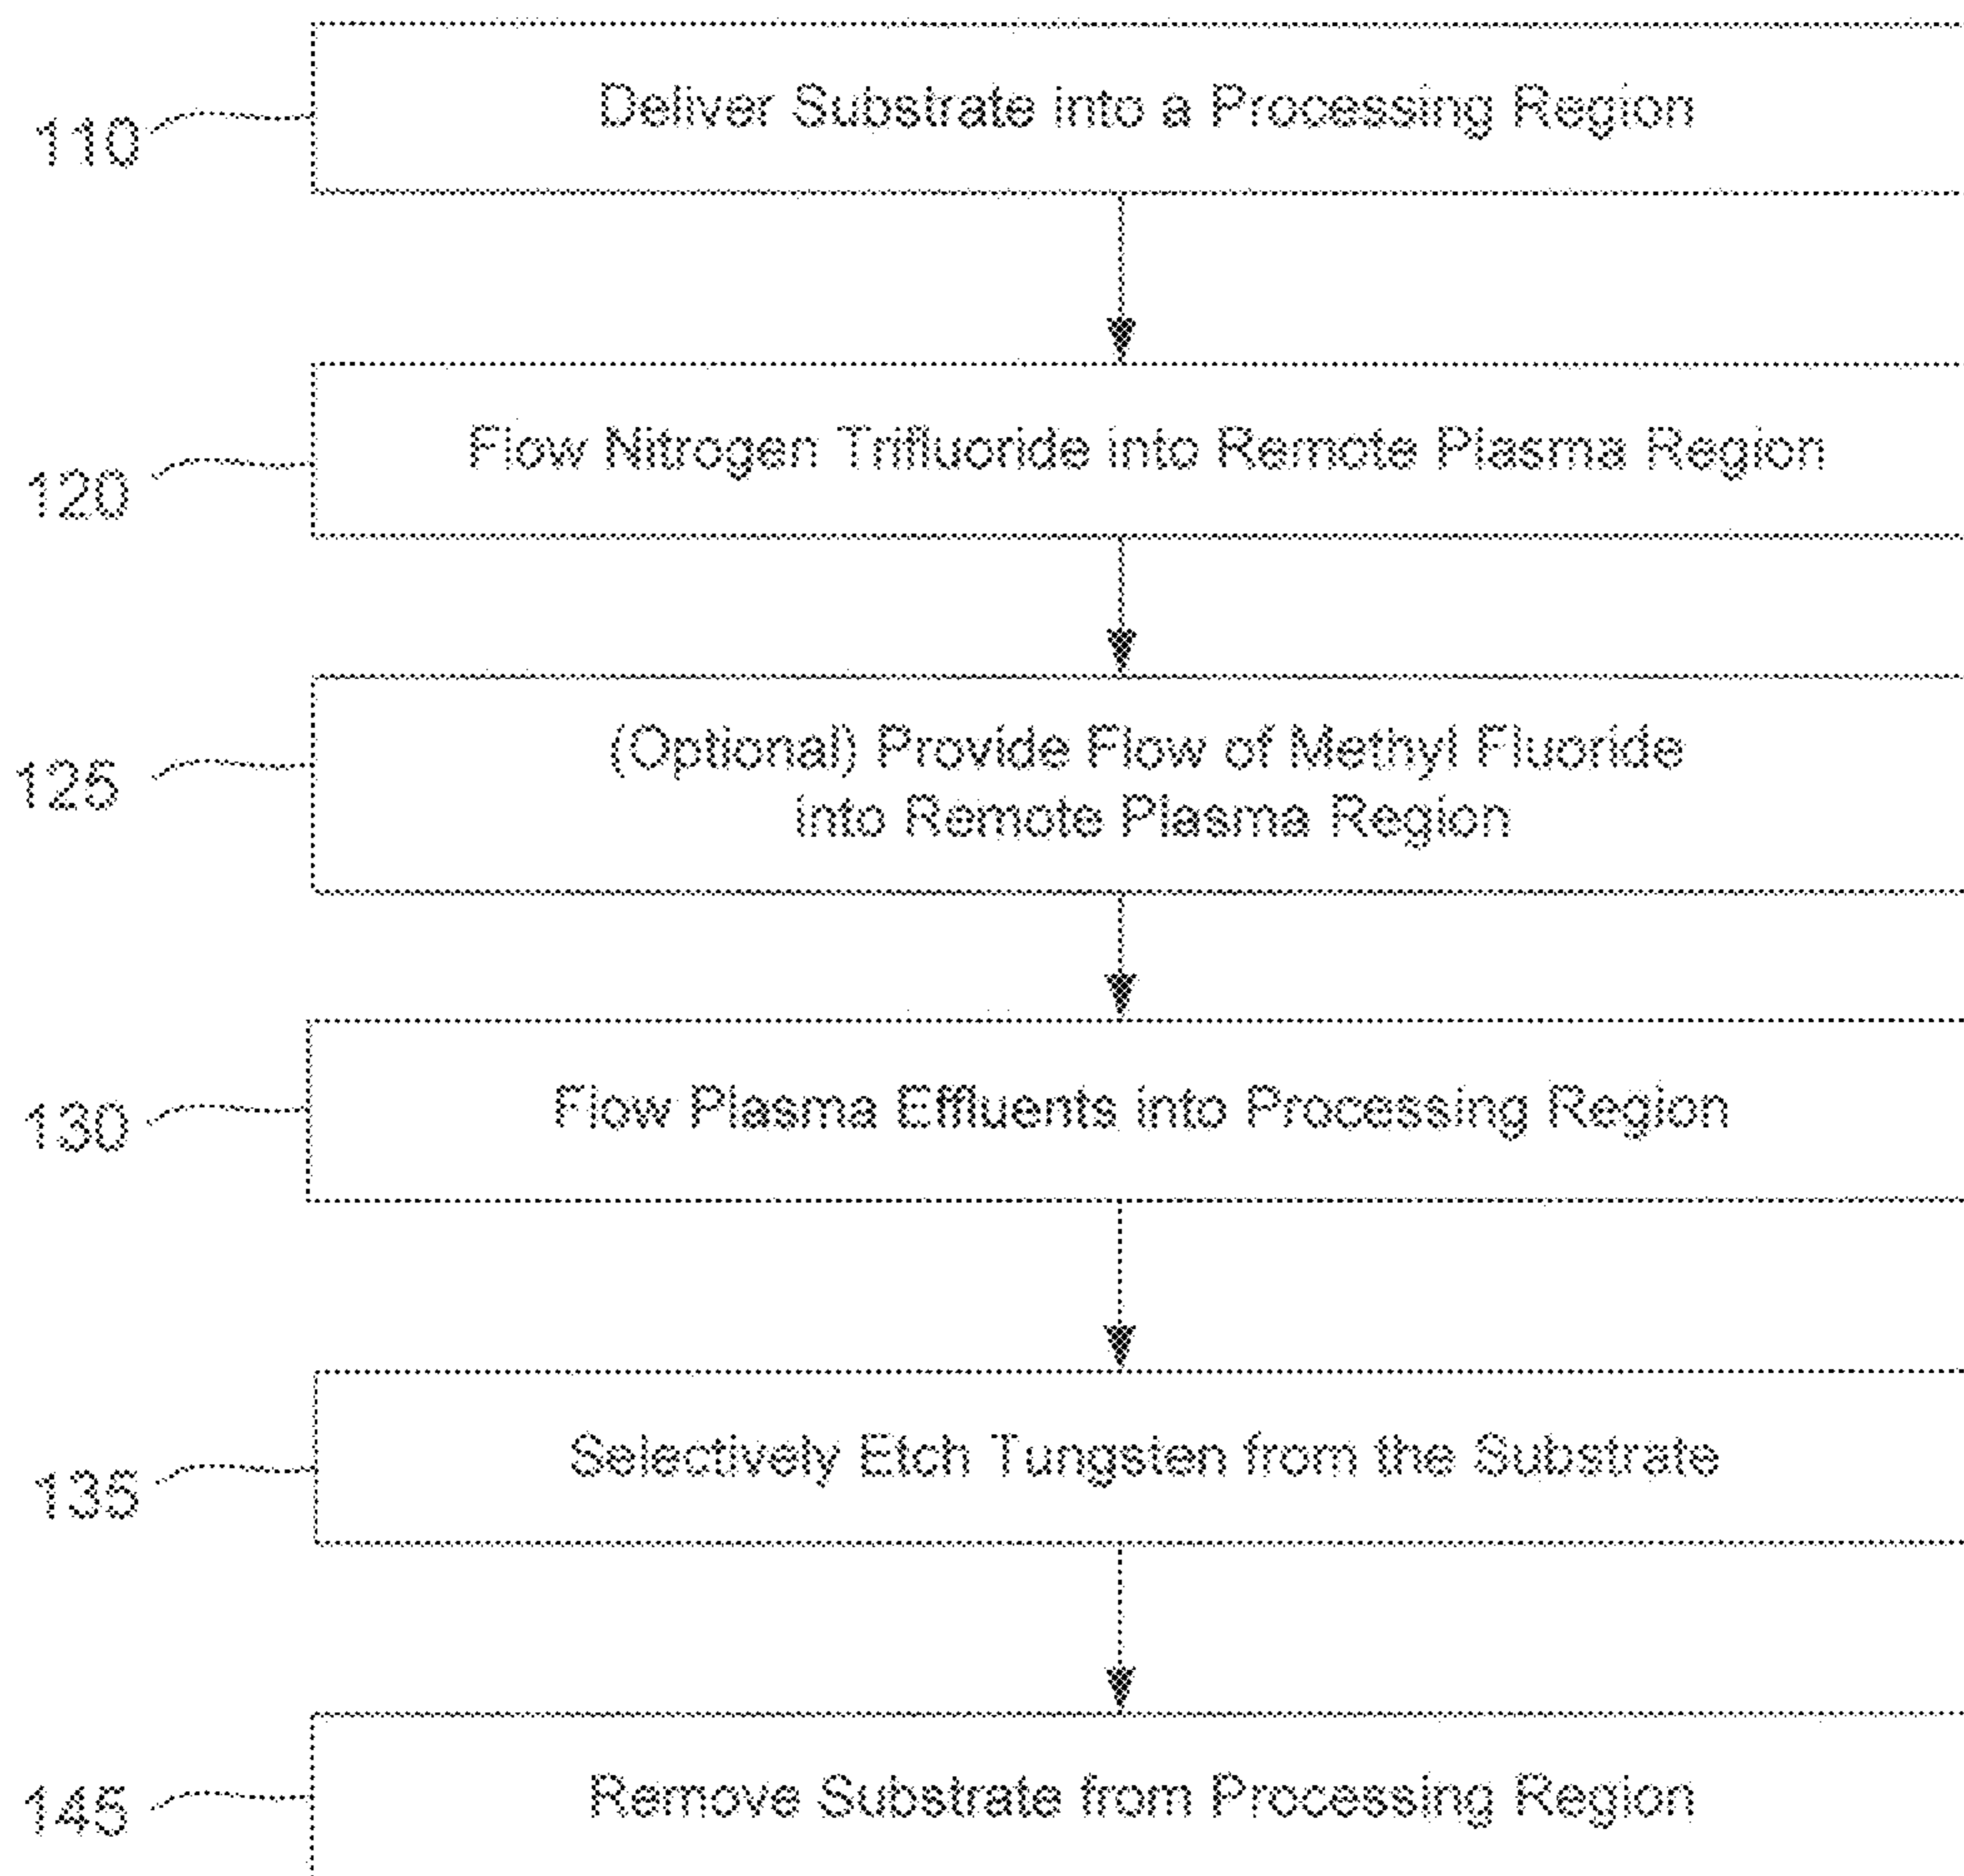 110 Deliver Substrate into a Processing Region
120 Flow Nitrogen Trifluoride into Remote Plasma Region
125 (Optional) Provide Flow of Methyl Fluoride
into Remote Plasma Region
130 Flow Plasma Effluents into Processing Region
135 Selectively Etch Tungsten from the Substrate
145 Remove Substrate from Processing Region